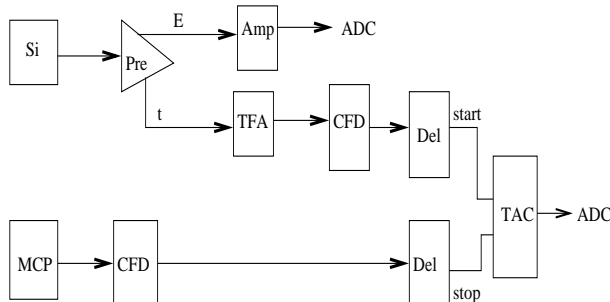 E
Amp
ADC
Si
Pre
t
TFA
CFD
Del
start
TAC
ADC
MCP
CFD
Del
stop